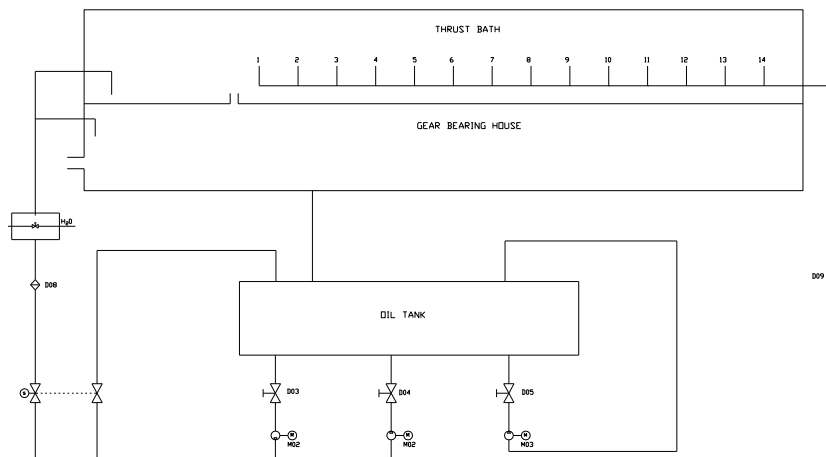 THRUST BATH
1 2 3 4 5 6 7 8 9 10 11 12 13 14
GEAR BEARING HOUSE
H2O
D08
D09
OIL TANK
D03
D04
D05
S
M
M
M
M02
M02
M03